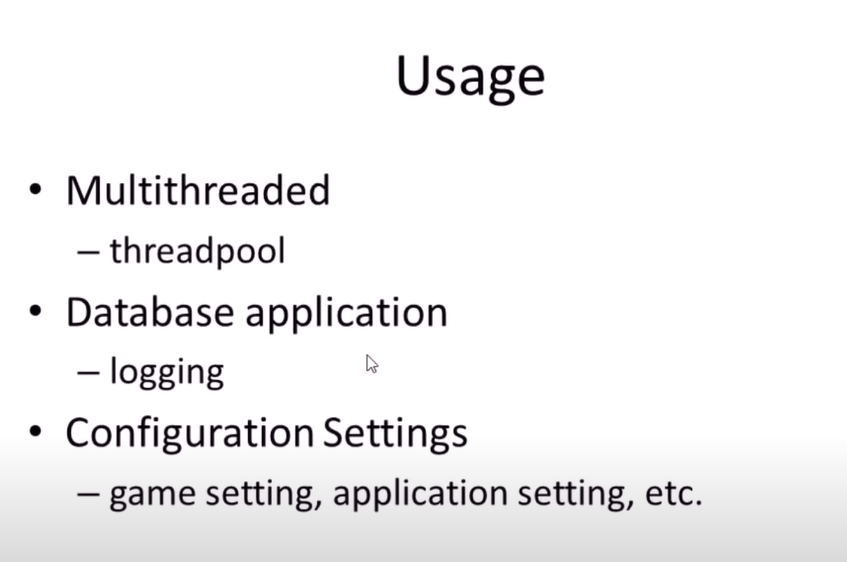 Usage
• Multithreaded
– threadpool
• Database application
– logging
• Configuration Settings
– game setting, application setting, etc.